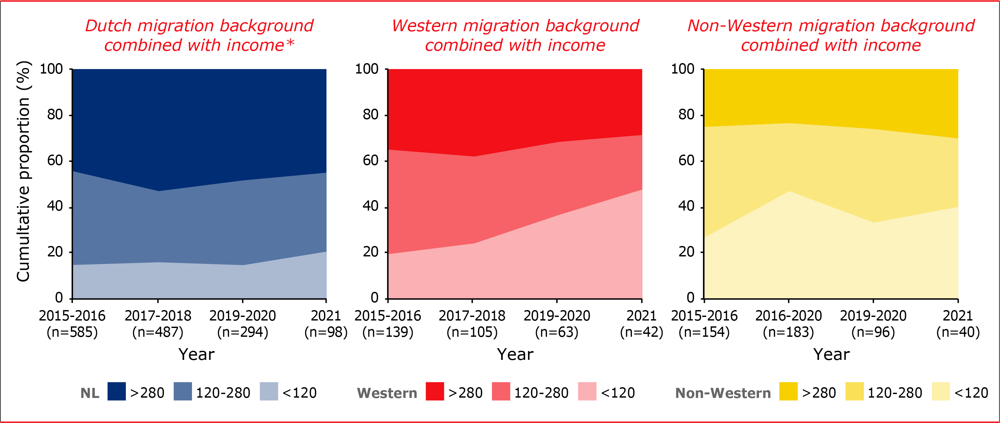 Dutch migration background
combined with income*
Cumultative proportion (%)
100
80
60
40
20
0
2015-2016
(n=585)
2017-2018
(n=487)
2019-2020
(n=294)
2021
(n=98)
Year
NL >280 120-280 <120
Western migration background
combined with income
100
80
60
40
20
0
2015-2016
(n=139)
2017-2018
(n=105)
2019-2020
(n=63)
2021
(n=42)
Year
Western >280 120-280 <120
Non-Western migration background
combined with income
100
80
60
40
20
0
2015-2016
(n=154)
2016-2020
(n=183)
2019-2020
(n=96)
2021
(n=40)
Year
Non-Western >280 120-280 <120